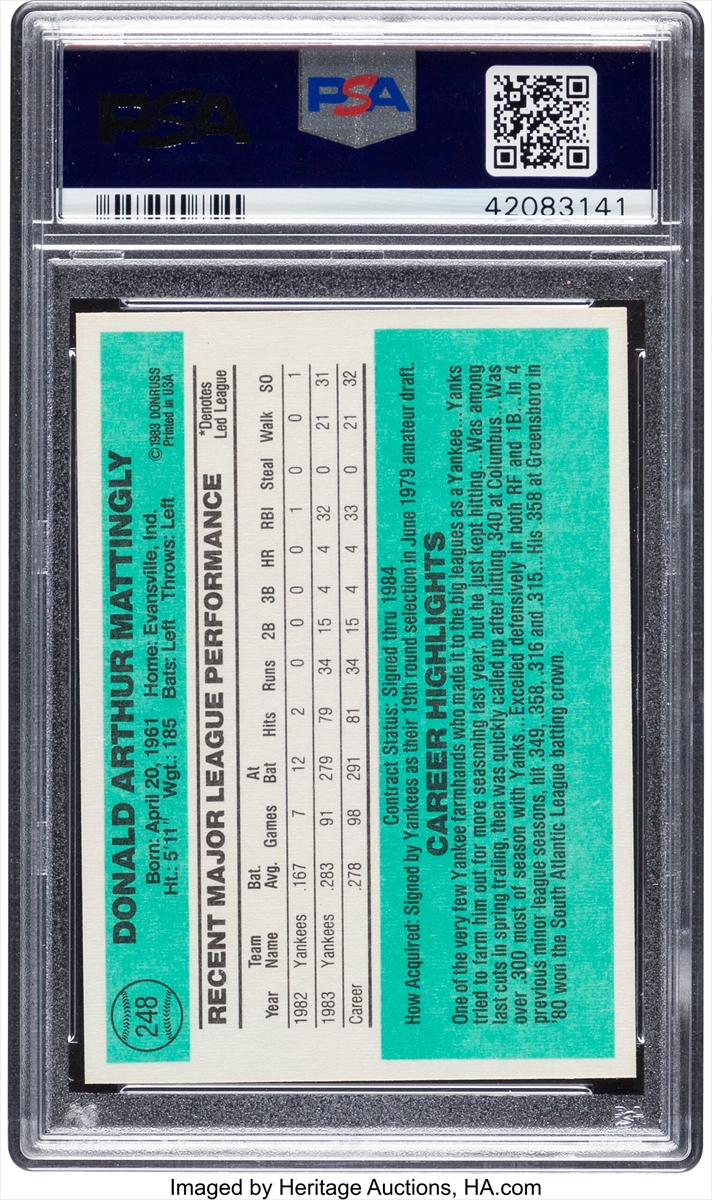 PSA
PSA
42083141
248
DONALD ARTHUR MATTINGLY
Born: April 20, 1961 Home: Evansville, Ind.
Ht.: 5'11" Wgt.: 185 Bats: Left Throws: Left
©1983 DONRUSS
Printed in USA
RECENT MAJOR LEAGUE PERFORMANCE
*Denotes
Led League
Year Team Name Bat. Avg. Games At Bat Hits Runs 2B 3B HR RBI Steal Walk SO
1982 Yankees .167 7 12 2 0 0 0 0 1 0 0 1
1983 Yankees .283 91 279 79 34 15 4 4 32 0 21 31
Career .278 98 291 81 34 15 4 4 33 0 21 32
Contract Status: Signed thru 1984
How Acquired: Signed by Yankees as their 19th round selection in June 1979 amateur draft.
CAREER HIGHLIGHTS
One of the very few Yankee farmhands who made it to the big leagues as a Yankee...Yanks
tried to farm him out for more seasoning last year, but he just kept hitting...Was among
last cuts in spring trailing, then was quickly called up after hitting .340 at Columbus...Was
over .300 most of season with Yanks...Excelled defensively in both RF and 1B...In 4
previous minor league seasons, hit .349, .358, .316 and .315...His .358 at Greensboro in
'80 won the South Atlantic League batting crown.
Imaged by Heritage Auctions, HA.com